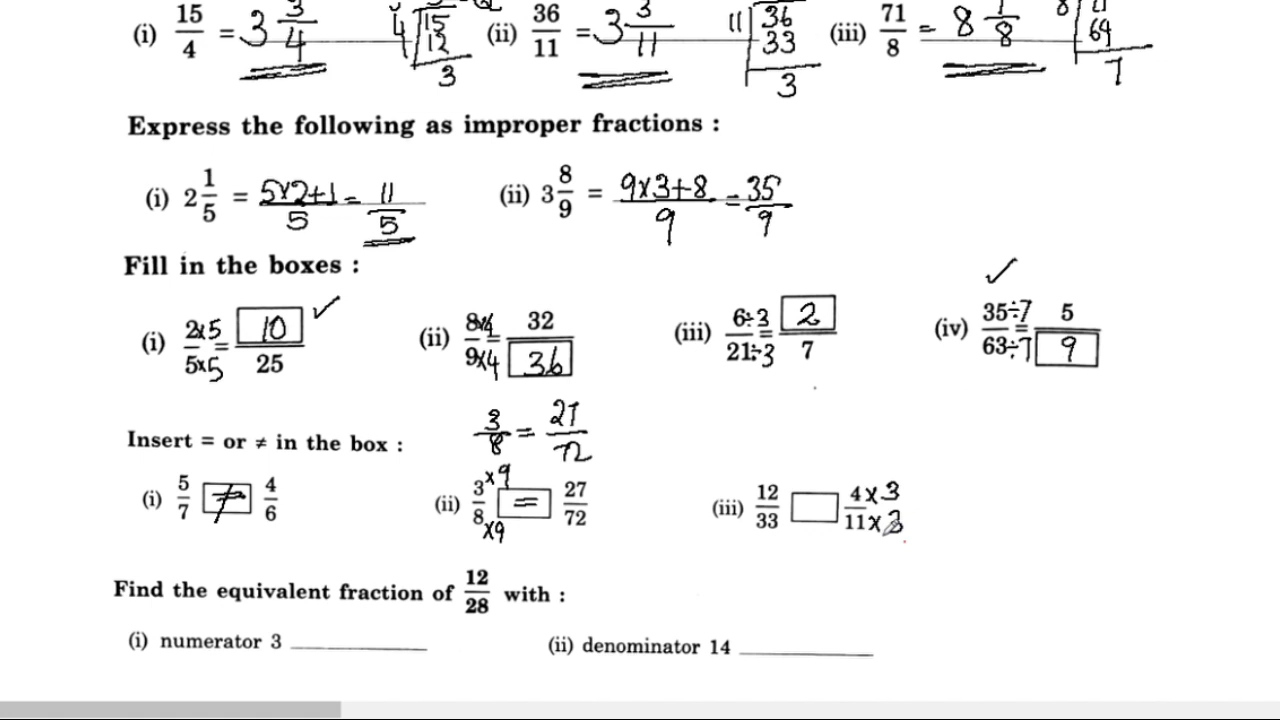 (i) 15/4 = 3 3/4 4 15 12 3 (ii) 36/11 = 3 3/11 11 36 33 3 (iii) 71/8 = 8 7/8 8 64 7
Express the following as improper fractions :
(i) 2 1/5 = 5×2+1/5 = 11/5 (ii) 3 8/9 = 9×3+8/9 = 35/9
Fill in the boxes : ✓
(i) 2×5/5×5 = 10/25 ✓ (ii) 8×4/9×4 = 32/36 (iii) 6÷3/21÷3 = 2/7 (iv) 35÷7/63÷7 = 5/9
3/8 = 27/72
Insert = or ≠ in the box :
(i) 5/7 ≠ 4/6 (ii) 3×9/8×9 = 27/72 (iii) 12/33 4×3/11×3
Find the equivalent fraction of 12/28 with :
(i) numerator 3 (ii) denominator 14